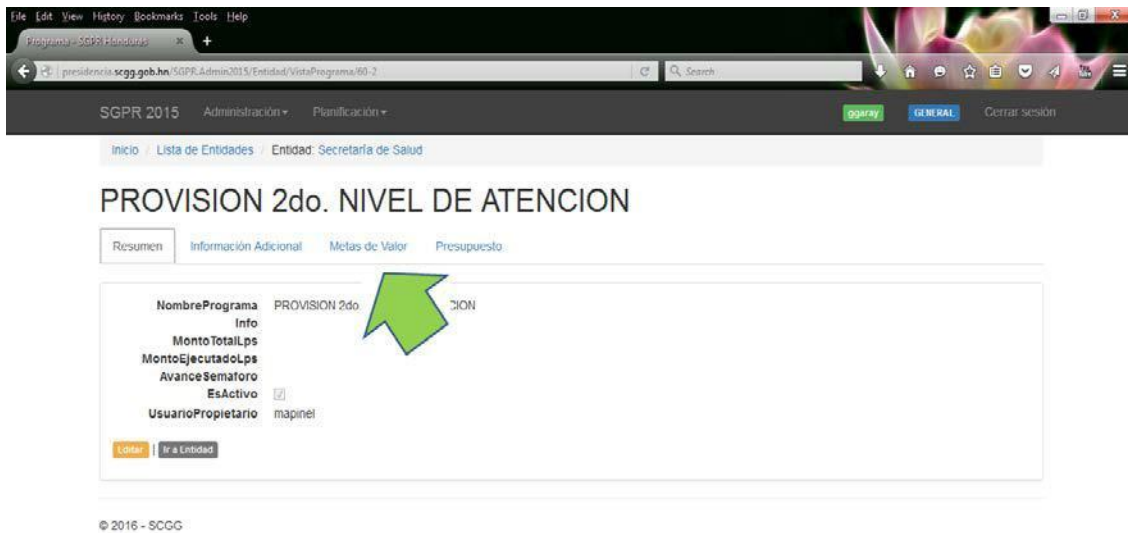 File Edit View History Bookmarks Tools Help
Programa - SGPR Honduras × +
presidencia.scgg.gob.hn/SGPR.Admin2015/Entidad/VistaPrograma/60-2 Search
SGPR 2015 Administración Planificación ggaray GENERAL Cerrar sesión
Inicio / Lista de Entidades / Entidad: Secretaría de Salud
PROVISION 2do. NIVEL DE ATENCION
Resumen Información Adicional Metas de Valor Presupuesto
NombrePrograma PROVISION 2do. CION
Info
MontoTotalLps
MontoEjecutadoLps
AvanceSemaforo
EsActivo
UsuarioPropietario mapinel
Editar | Ir a Entidad
© 2016 - SCGG